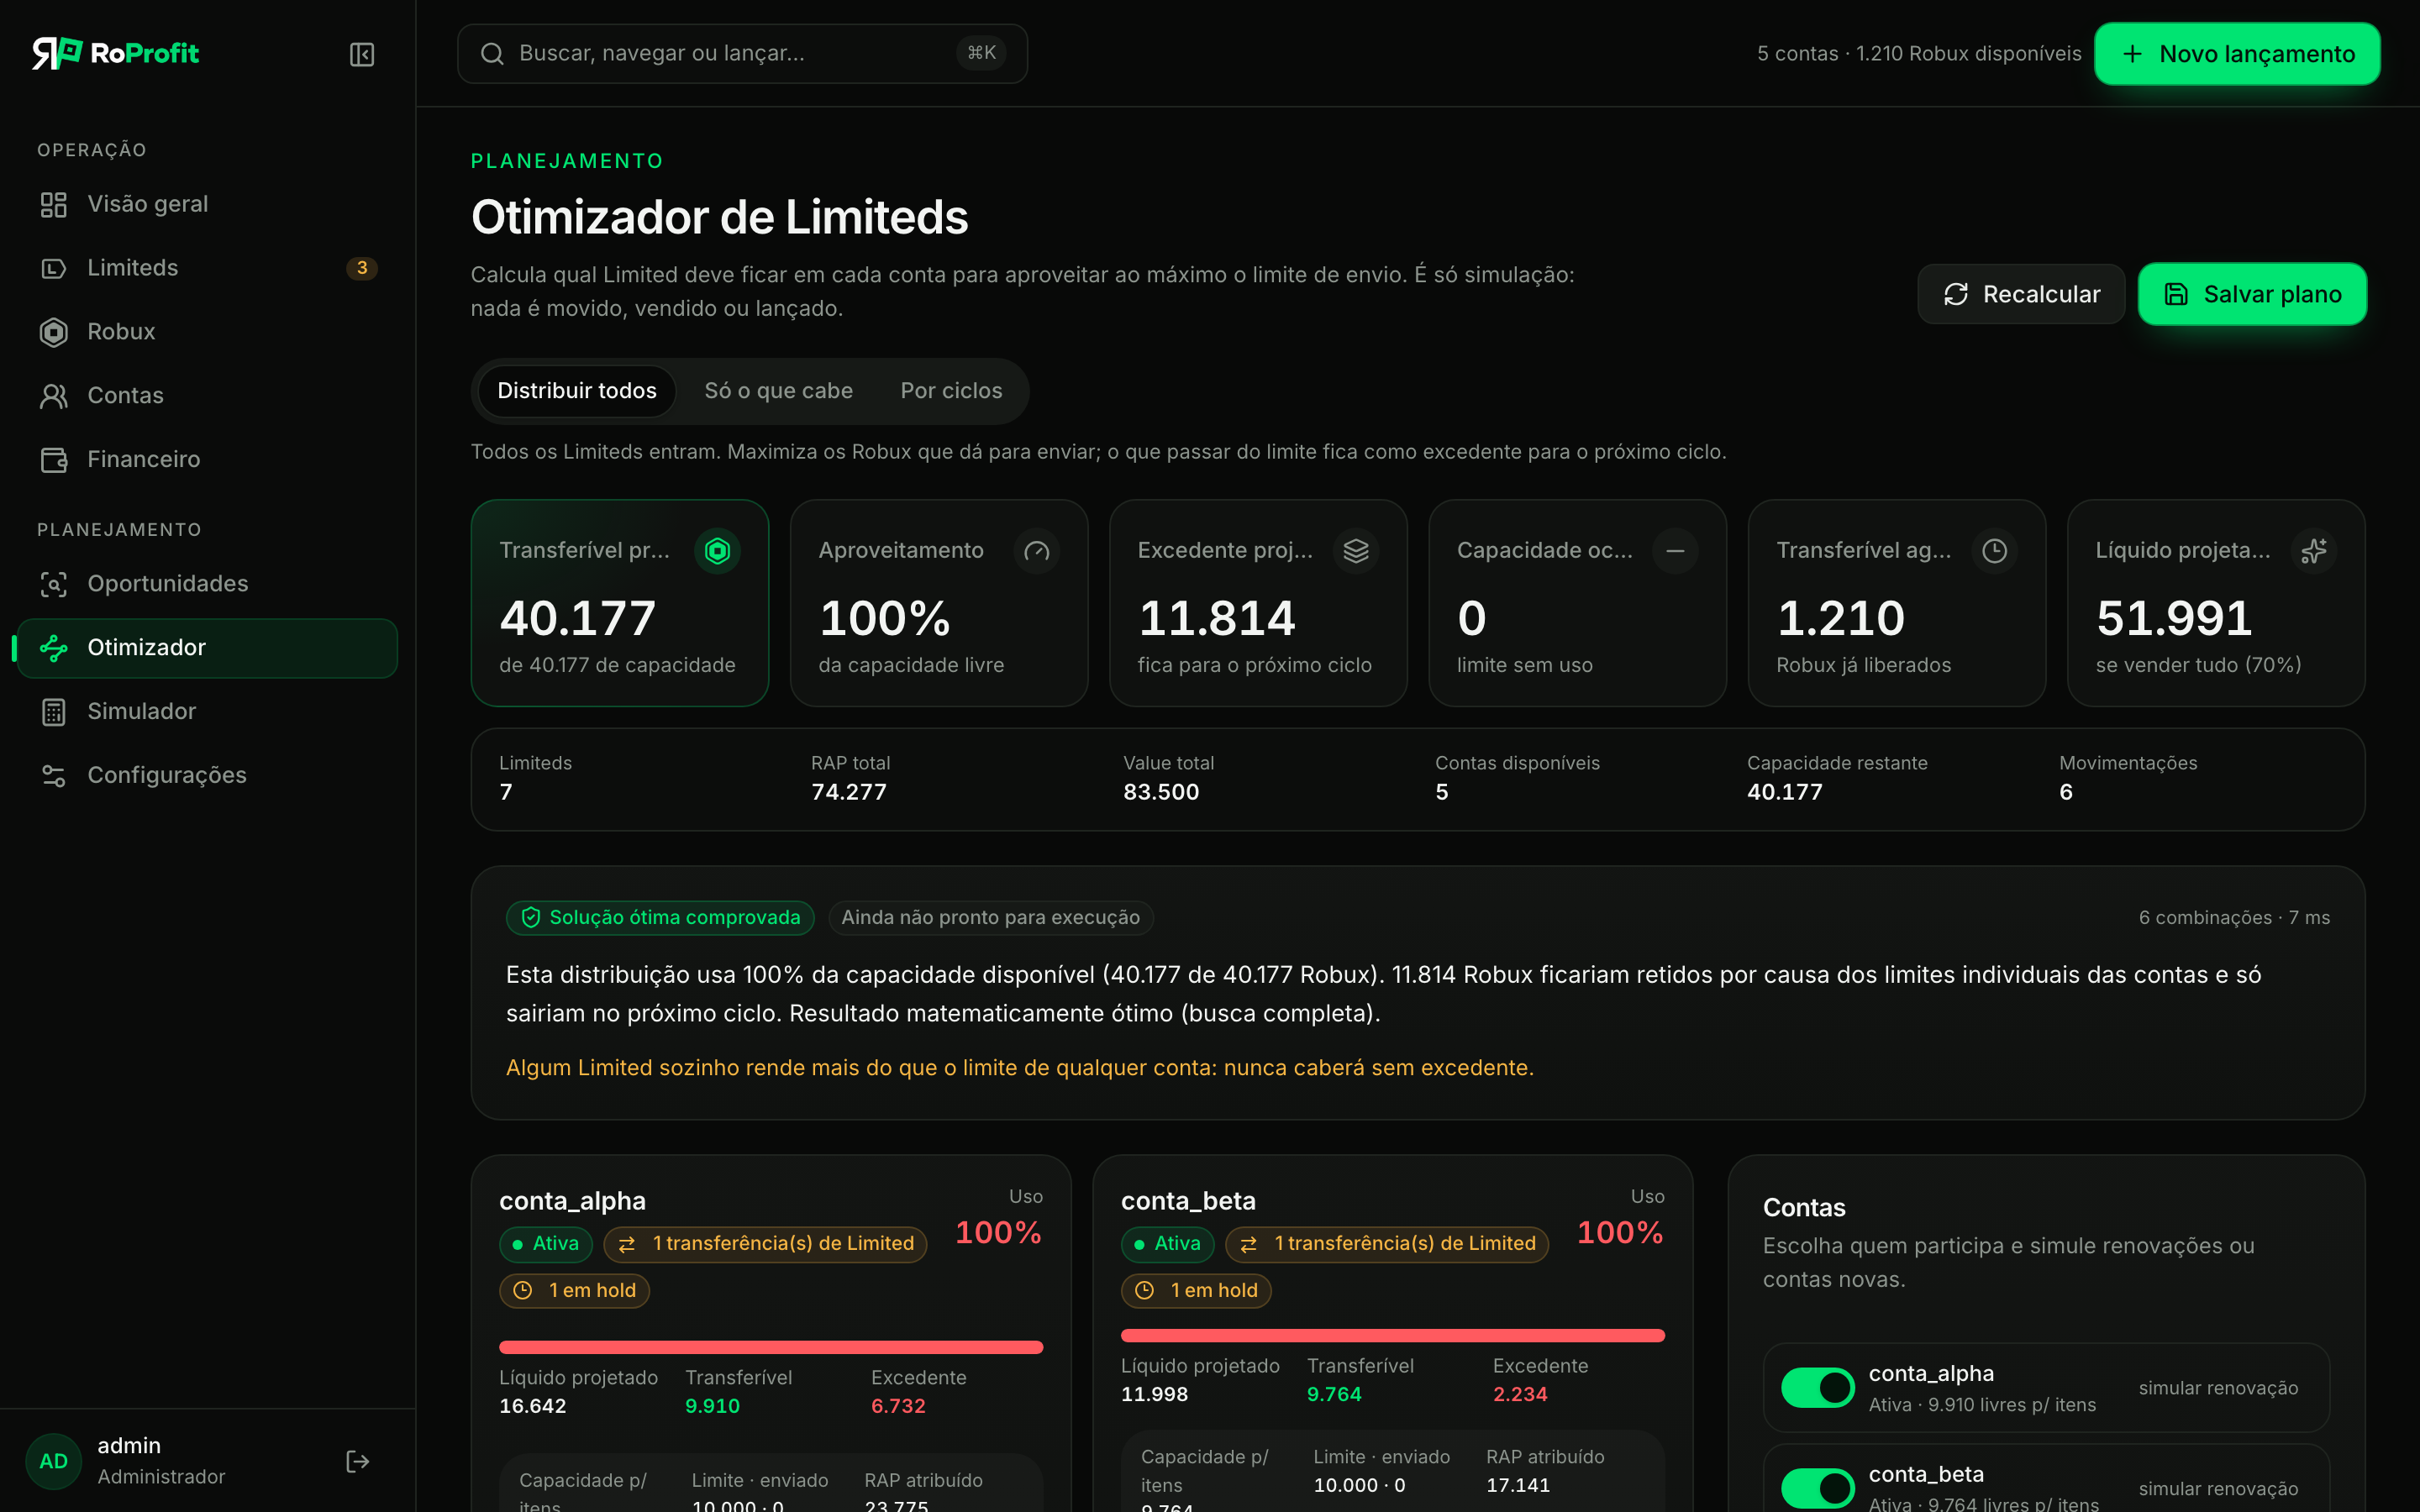 RoProfit
Buscar, navegar ou lançar...
⌘K
5 contas · 1.210 Robux disponíveis
Novo lançamento
OPERAÇÃO
Visão geral
Limiteds
3
Robux
Contas
Financeiro
PLANEJAMENTO
Oportunidades
Otimizador
Simulador
Configurações
AD
admin
Administrador
PLANEJAMENTO
Otimizador de Limiteds
Calcula qual Limited deve ficar em cada conta para aproveitar ao máximo o limite de envio. É só simulação:
nada é movido, vendido ou lançado.
Recalcular
Salvar plano
Distribuir todos
Só o que cabe
Por ciclos
Todos os Limiteds entram. Maximiza os Robux que dá para enviar; o que passar do limite fica como excedente para o próximo ciclo.
Transferível pr...
40.177
de 40.177 de capacidade
Aproveitamento
100%
da capacidade livre
Excedente proj...
11.814
fica para o próximo ciclo
Capacidade oc...
0
limite sem uso
Transferível ag...
1.210
Robux já liberados
Líquido projeta...
51.991
se vender tudo (70%)
Limiteds
7
RAP total
74.277
Value total
83.500
Contas disponíveis
5
Capacidade restante
40.177
Movimentações
6
Solução ótima comprovada
Ainda não pronto para execução
6 combinações · 7 ms
Esta distribuição usa 100% da capacidade disponível (40.177 de 40.177 Robux). 11.814 Robux ficariam retidos por causa dos limites individuais das contas e só
sairiam no próximo ciclo. Resultado matematicamente ótimo (busca completa).
Algum Limited sozinho rende mais do que o limite de qualquer conta: nunca caberá sem excedente.
conta_alpha
Uso
100%
Ativa
1 transferência(s) de Limited
1 em hold
Líquido projetado
16.642
Transferível
9.910
Excedente
6.732
Capacidade p/
itens
Limite · enviado
10.000 · 0
RAP atribuído
23.775
conta_beta
Uso
100%
Ativa
1 transferência(s) de Limited
1 em hold
Líquido projetado
11.998
Transferível
9.764
Excedente
2.234
Capacidade p/
itens
9.764
Limite · enviado
10.000 · 0
RAP atribuído
17.141
Contas
Escolha quem participa e simule renovações ou
contas novas.
conta_alpha
Ativa · 9.910 livres p/ itens
simular renovação
conta_beta
Ativa · 9.764 livres p/ itens
simular renovação